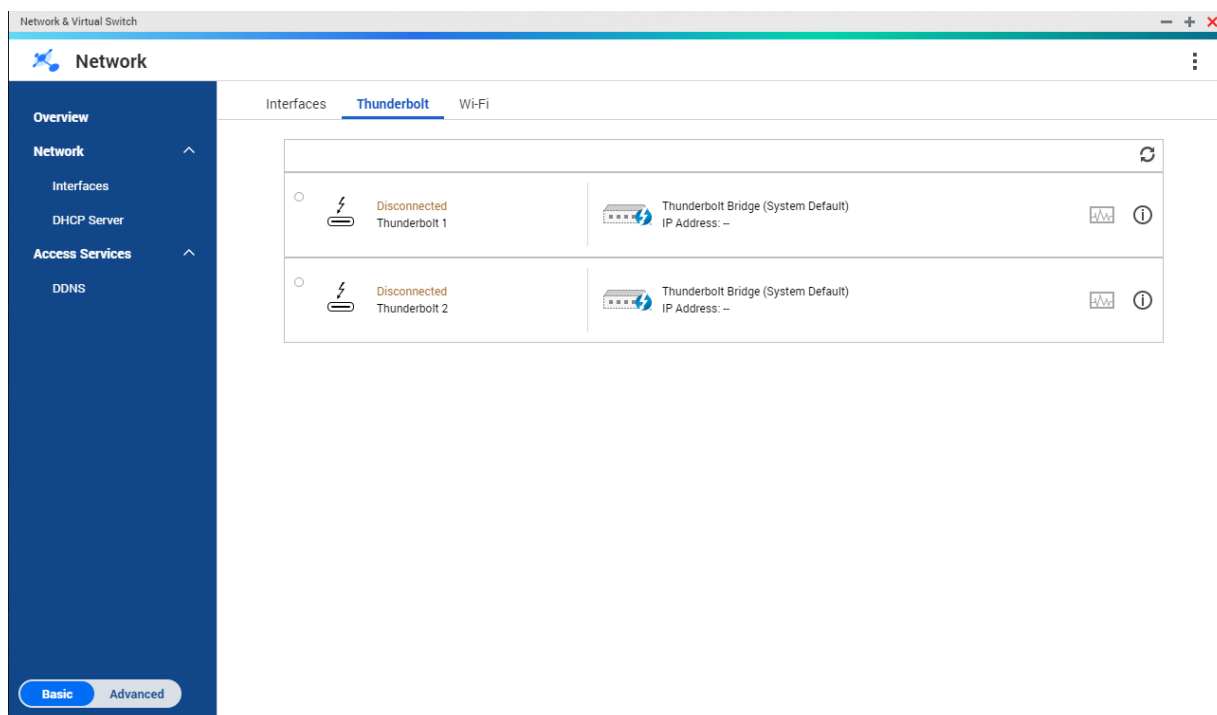 Network & Virtual Switch
Network
Overview
Network
Interfaces
DHCP Server
Access Services
DDNS
Basic
Advanced
Interfaces
Thunderbolt
Wi-Fi
Disconnected
Thunderbolt 1
Thunderbolt Bridge (System Default)
IP Address: --
Disconnected
Thunderbolt 2
Thunderbolt Bridge (System Default)
IP Address: --